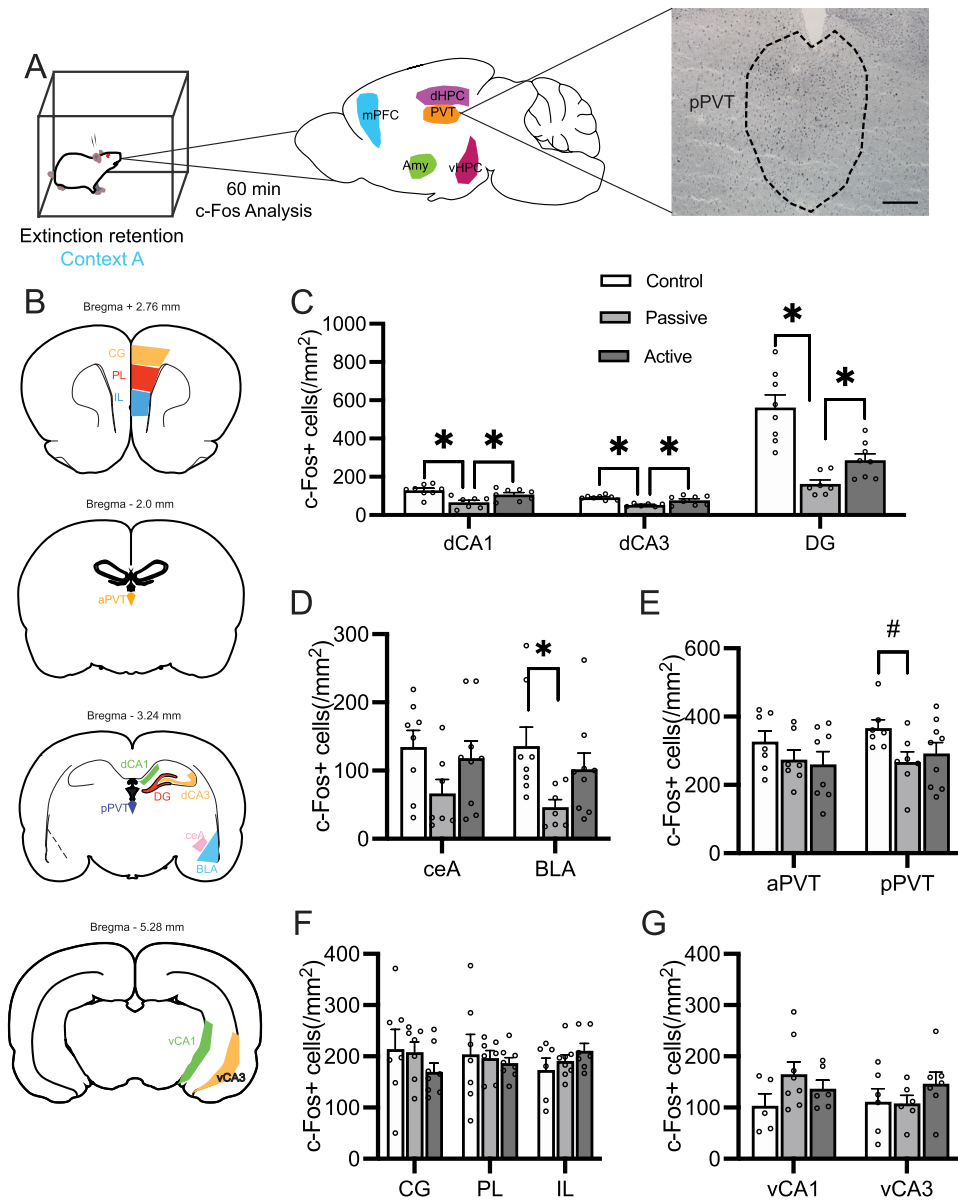 A
mPFC
dHPC
PVT
Amy
vHPC
pPVT
60 min
c-Fos Analysis
Extinction retention
Context A
B
Bregma + 2.76 mm
CG
PL
IL
Bregma - 2.0 mm
aPVT
Bregma - 3.24 mm
dCA1
DG
dCA3
pPVT
ceA
BLA
Bregma - 5.28 mm
vCA1
vCA3
C
Control
Passive
Active
c-Fos+ cells(/mm²)
1000
800
600
400
200
0
* * * * * *
dCA1 dCA3 DG
D
c-Fos+ cells(/mm²)
300
200
100
0
*
ceA BLA
E
c-Fos+ cells(/mm²)
600
400
200
0
#
aPVT pPVT
F
c-Fos+ cells(/mm²)
400
300
200
100
0
CG PL IL
G
c-Fos+ cells(/mm²)
400
300
200
100
0
vCA1 vCA3